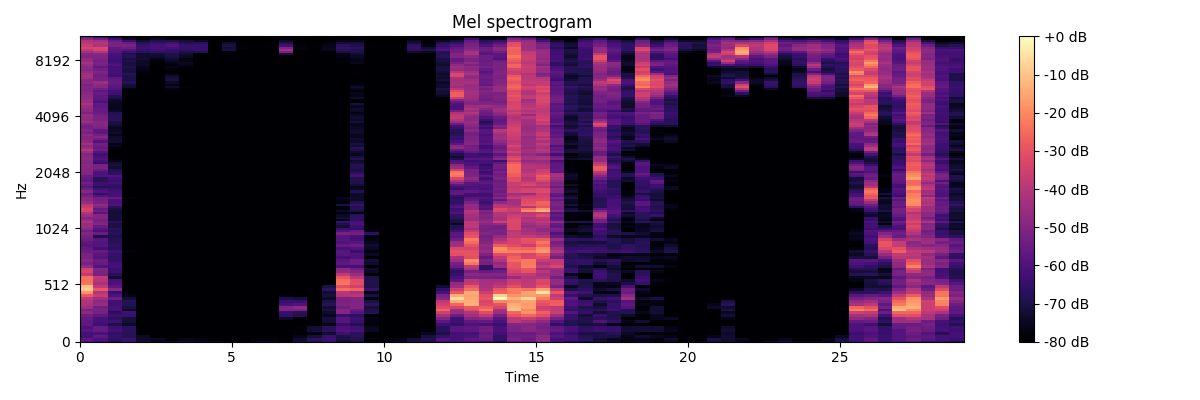 Mel spectrogram
8192
4096
2048
1024
512
0
Hz
0 5 10 15 20 25
Time
+0 dB
-10 dB
-20 dB
-30 dB
-40 dB
-50 dB
-60 dB
-70 dB
-80 dB